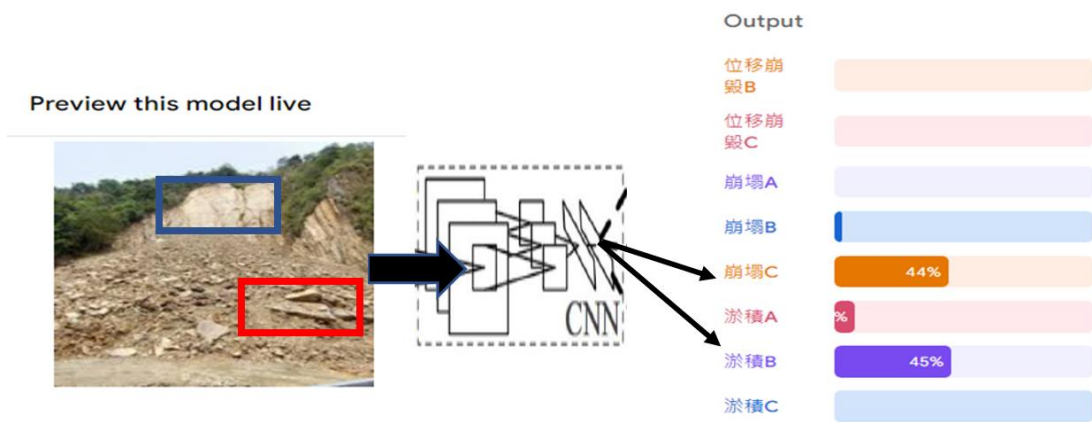 Output
位移崩
毀B
Preview this model live
位移崩
毀C
崩塌A
崩塌B
崩塌C
44%
淤積A
%
淤積B
45%
淤積C
CNN